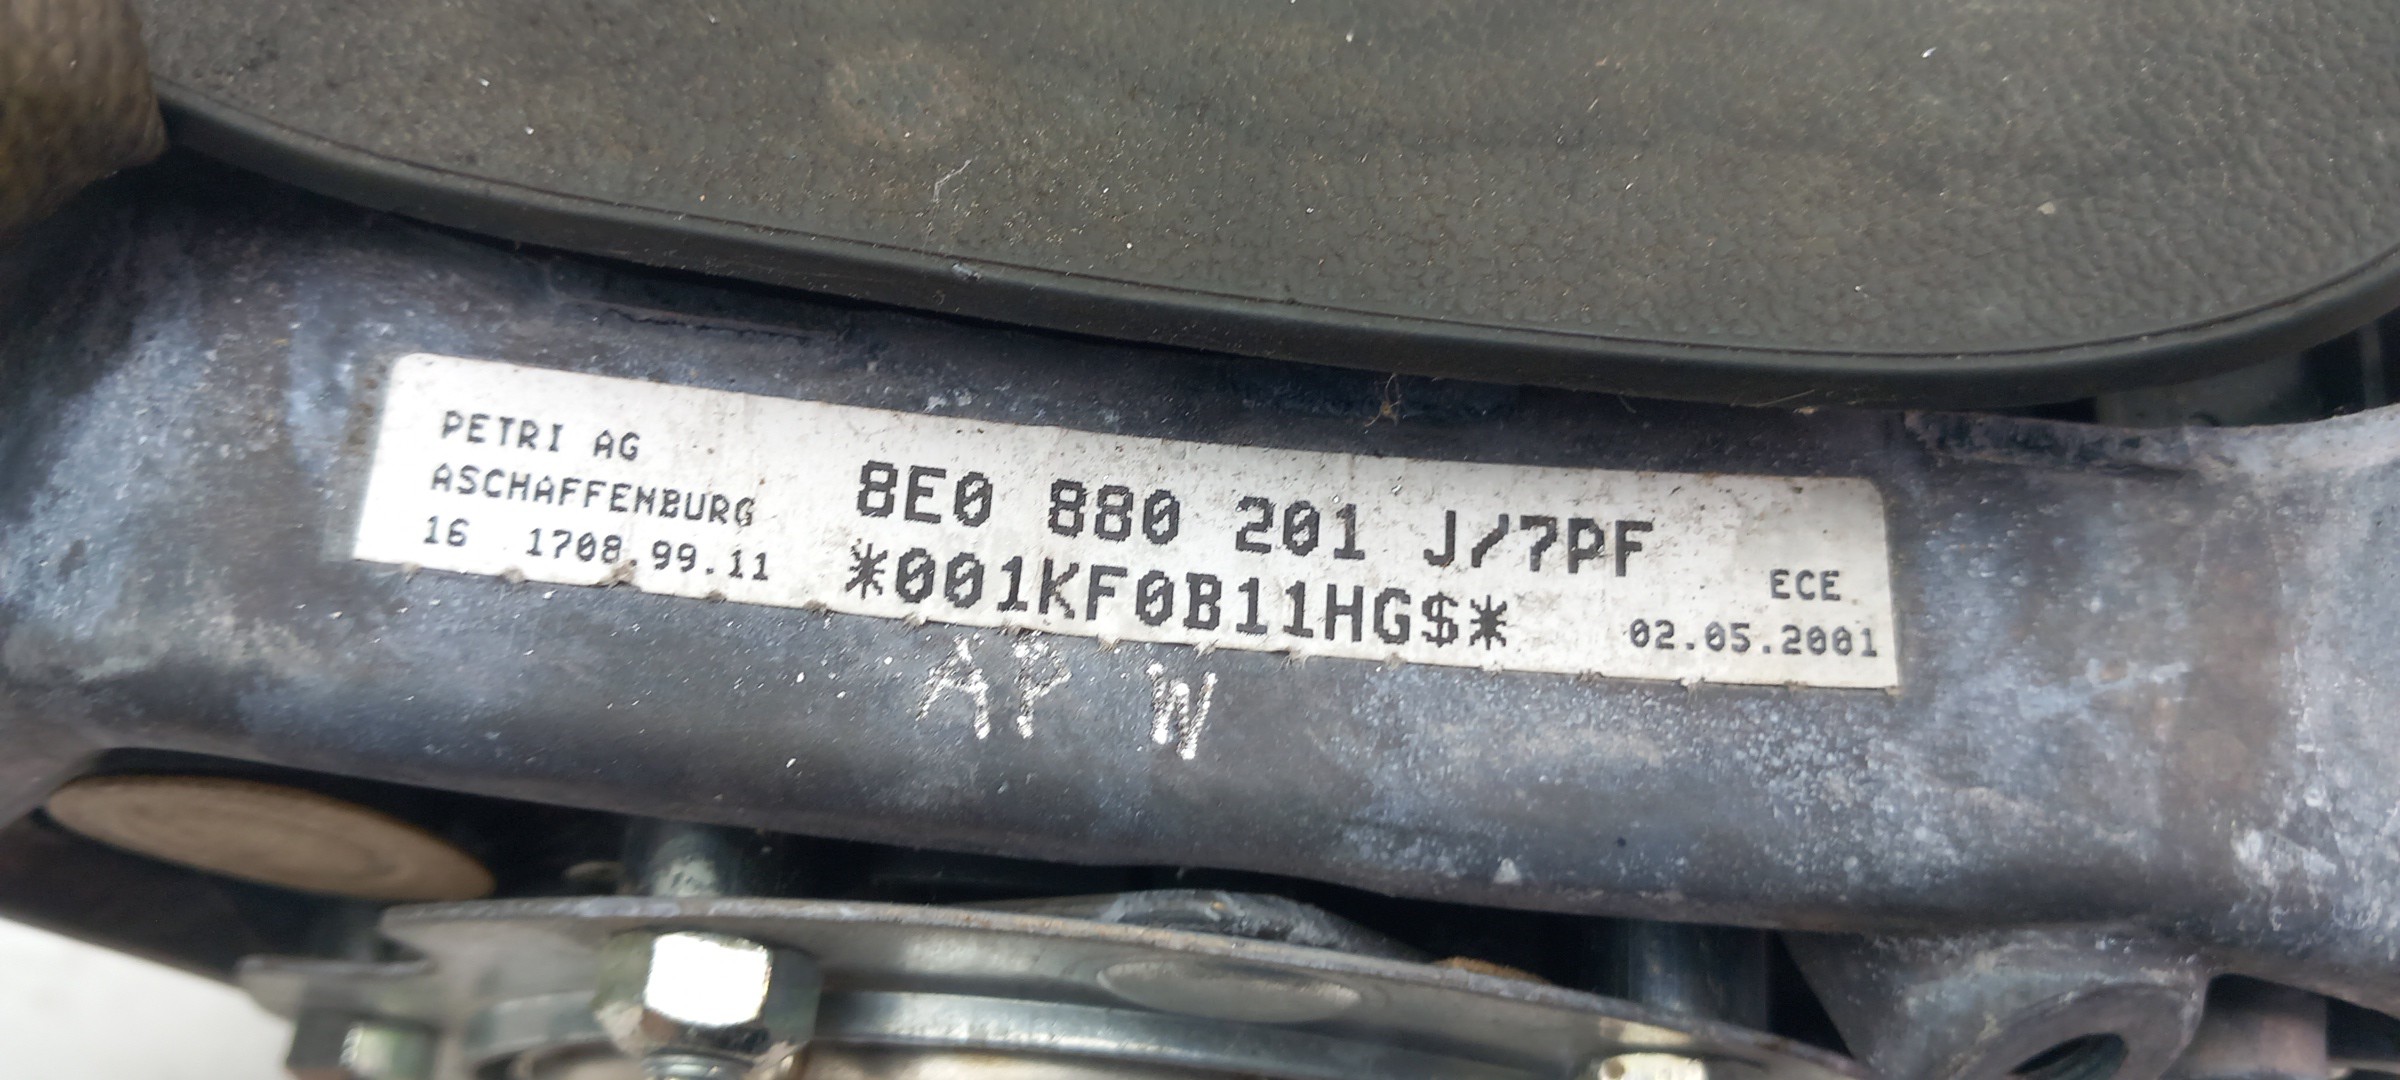 PETRI AG
ASCHAFFENBURG
16 1708.99.11
8E0 880 201 J/7PF
*001KF0B11HG$*
ECE
02.05.2001
AP W